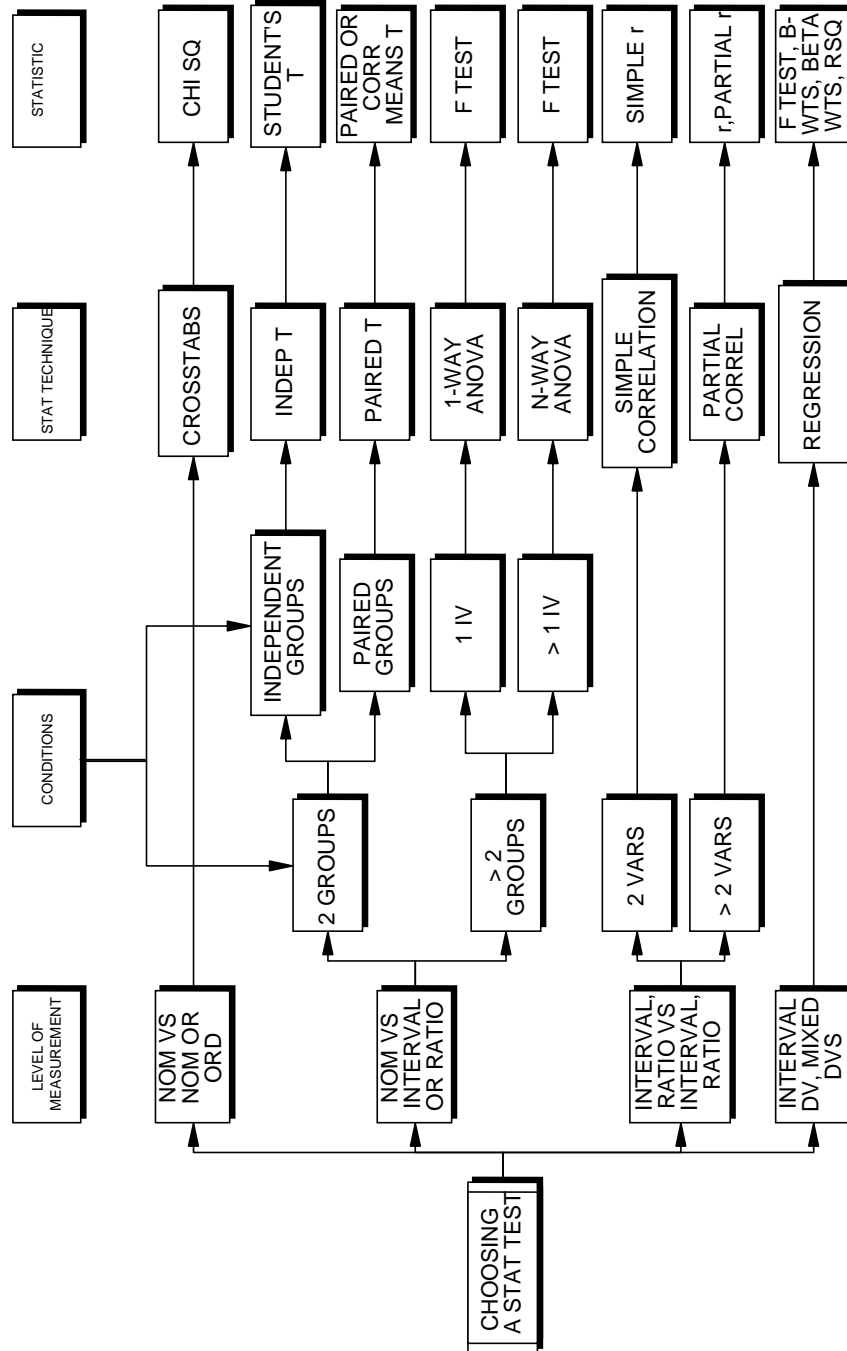 LEVEL OF
MEASUREMENT
CONDITIONS
STAT TECHNIQUE
STATISTIC
CHOOSING
A STAT TEST
NOM VS
NOM OR
ORD
CROSSTABS
CHI SQ
NOM VS
INTERVAL
OR RATIO
2 GROUPS
INDEPENDENT
GROUPS
INDEP T
STUDENT'S
T
PAIRED
GROUPS
PAIRED T
PAIRED OR
CORR
MEANS T
> 2
GROUPS
1 IV
1-WAY
ANOVA
F TEST
> 1 IV
N-WAY
ANOVA
F TEST
INTERVAL,
RATIO VS
INTERVAL,
RATIO
2 VARS
SIMPLE
CORRELATION
SIMPLE r
> 2 VARS
PARTIAL
CORREL
r,PARTIAL r
INTERVAL
DV, MIXED
DVS
REGRESSION
F TEST, B-
WTS, BETA
WTS, RSQ